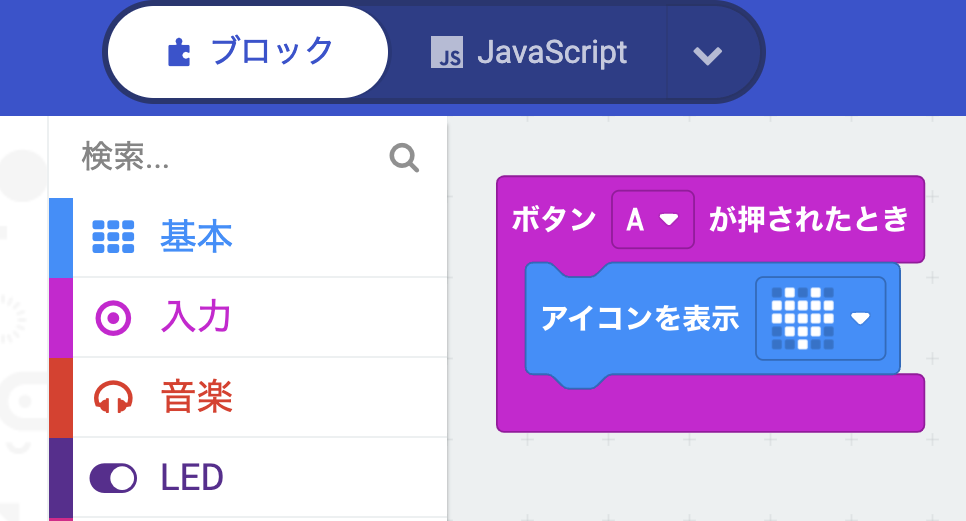 ブロック
JS JavaScript
検索...
基本
入力
音楽
LED
ボタン A が押されたとき
アイコンを表示